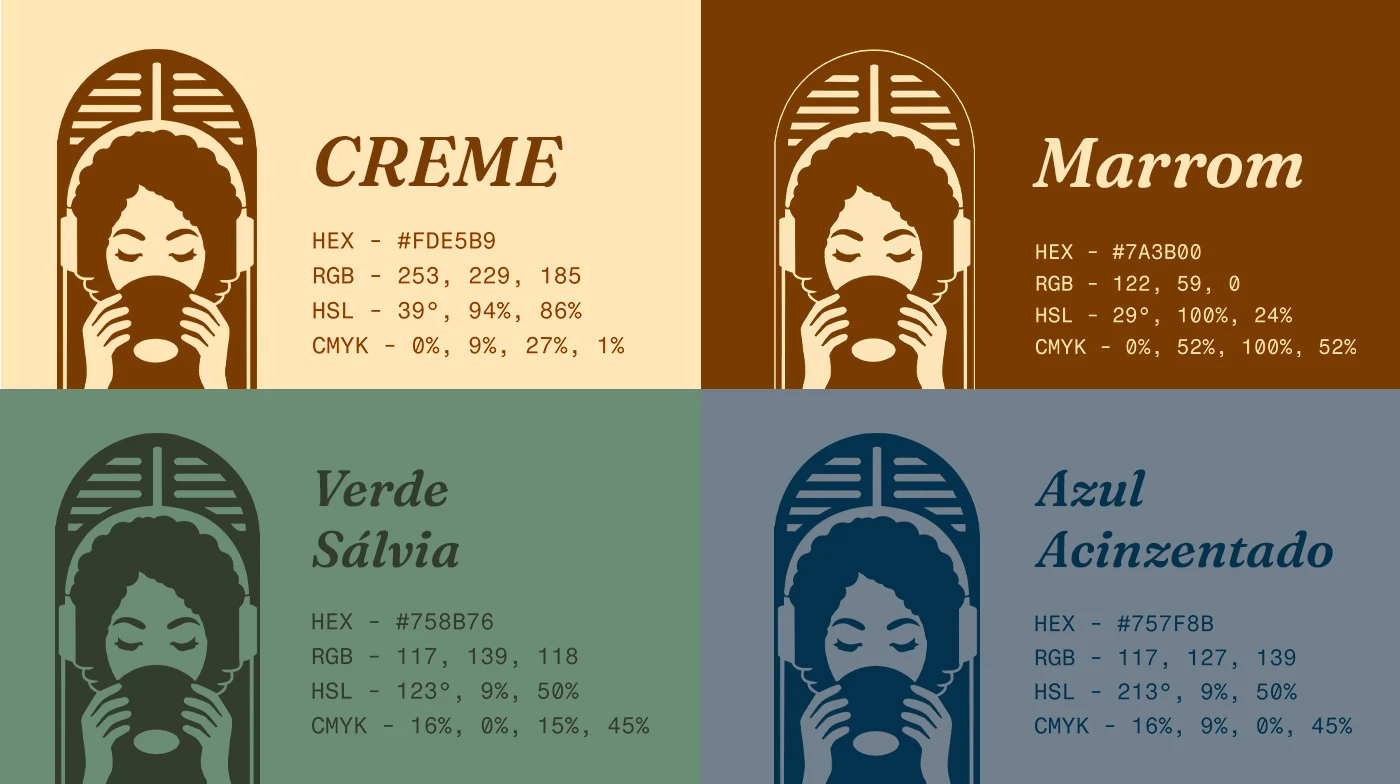 CREME
HEX - #FDE5B9
RGB - 253, 229, 185
HSL - 39°, 94%, 86%
CMYK - 0%, 9%, 27%, 1%
Marrom
HEX - #7A3B00
RGB - 122, 59, 0
HSL - 29°, 100%, 24%
CMYK - 0%, 52%, 100%, 52%
Verde
Sálvia
HEX - #758B76
RGB - 117, 139, 118
HSL - 123°, 9%, 50%
CMYK - 16%, 0%, 15%, 45%
Azul
Acinzentado
HEX - #757F8B
RGB - 117, 127, 139
HSL - 213°, 9%, 50%
CMYK - 16%, 9%, 0%, 45%